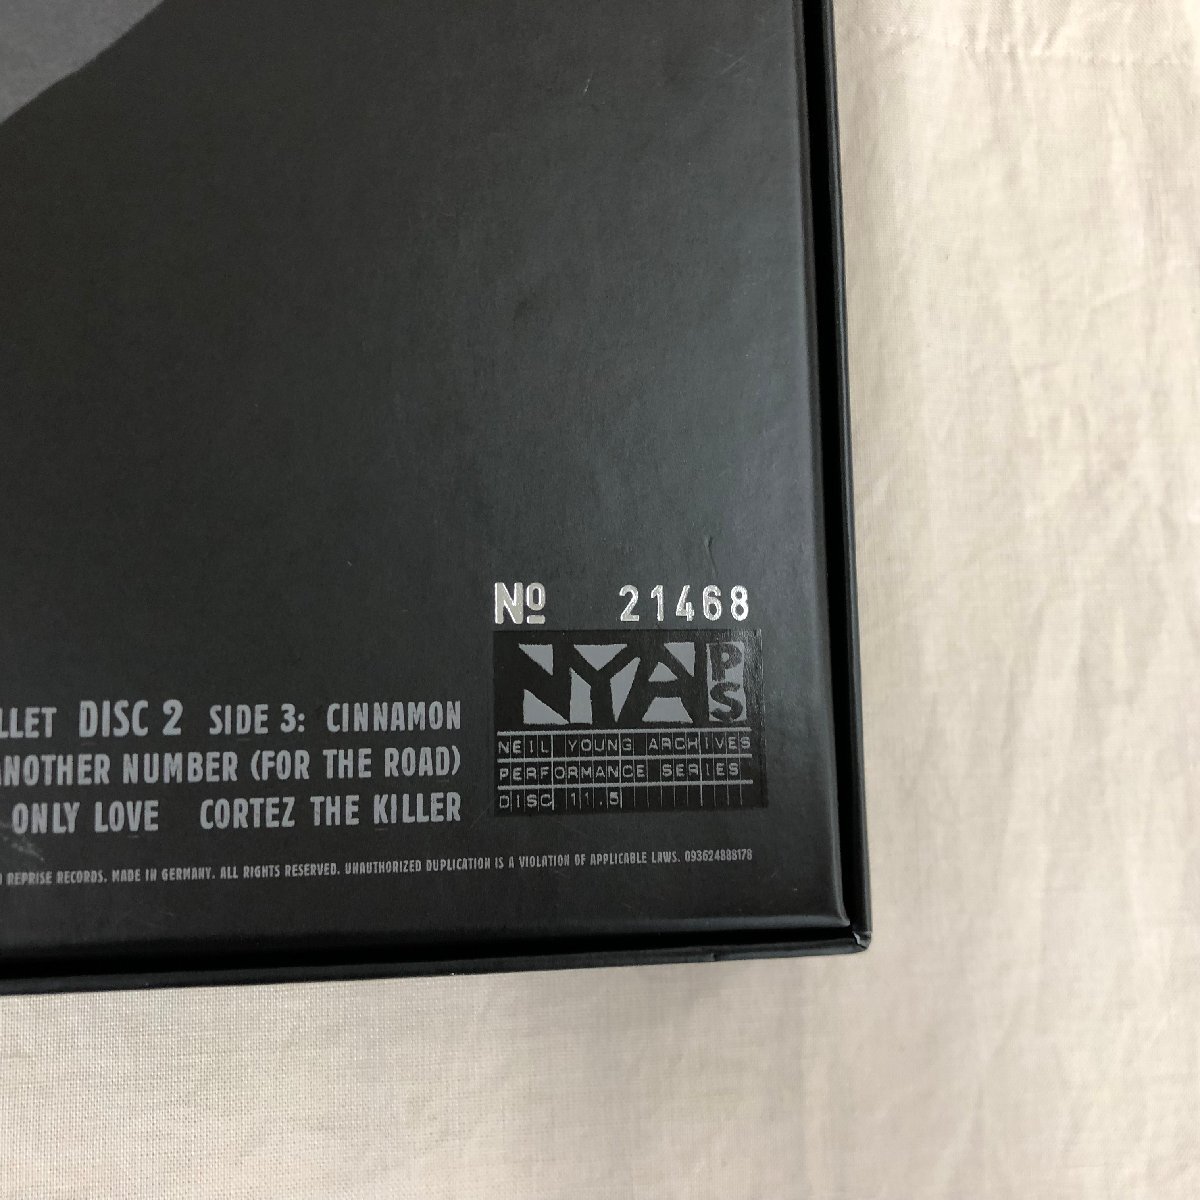 No 21468
NYA PS
NEIL YOUNG ARCHIVES
PERFORMANCE SERIES
DISC 11.5
LLET DISC 2 SIDE 3: CINNAMON
ANOTHER NUMBER (FOR THE ROAD)
ONLY LOVE CORTEZ THE KILLER
REPRISE RECORDS. MADE IN GERMANY. ALL RIGHTS RESERVED. UNAUTHORIZED DUPLICATION IS A VIOLATION OF APPLICABLE LAWS. 093624888178